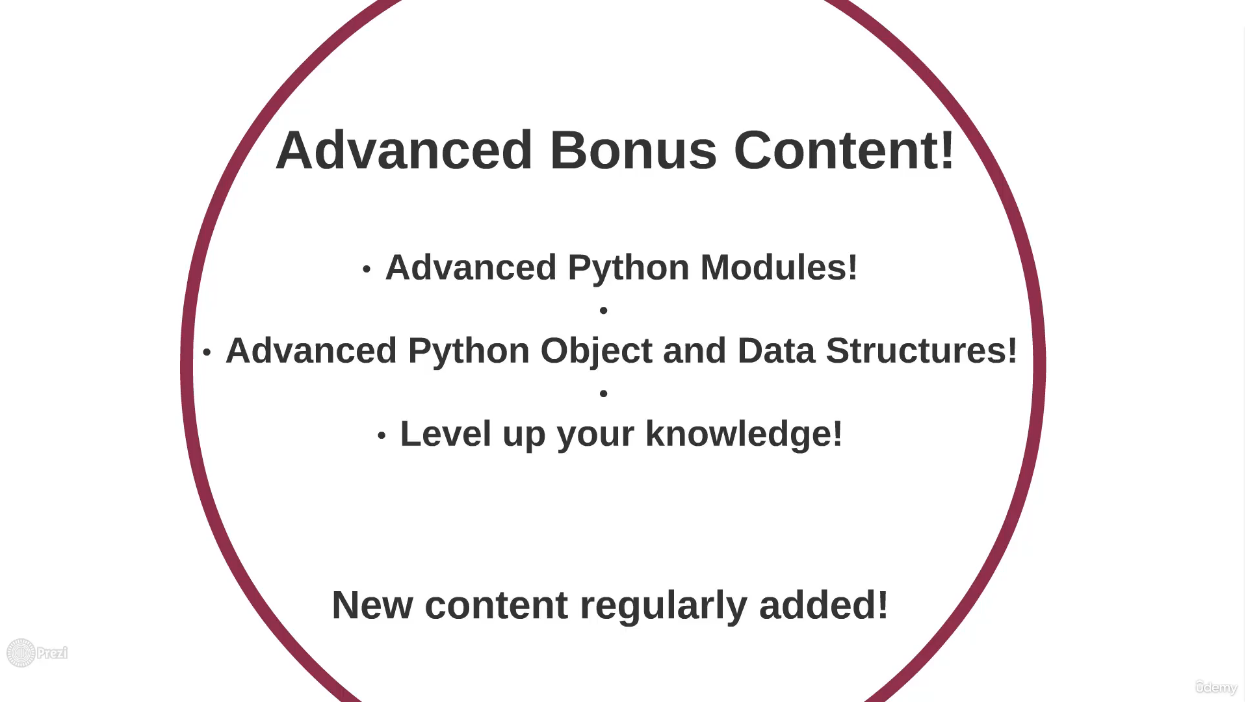 Advanced Bonus Content!
• Advanced Python Modules!
•
• Advanced Python Object and Data Structures!
•
• Level up your knowledge!
New content regularly added!
Prezi
ûdemy